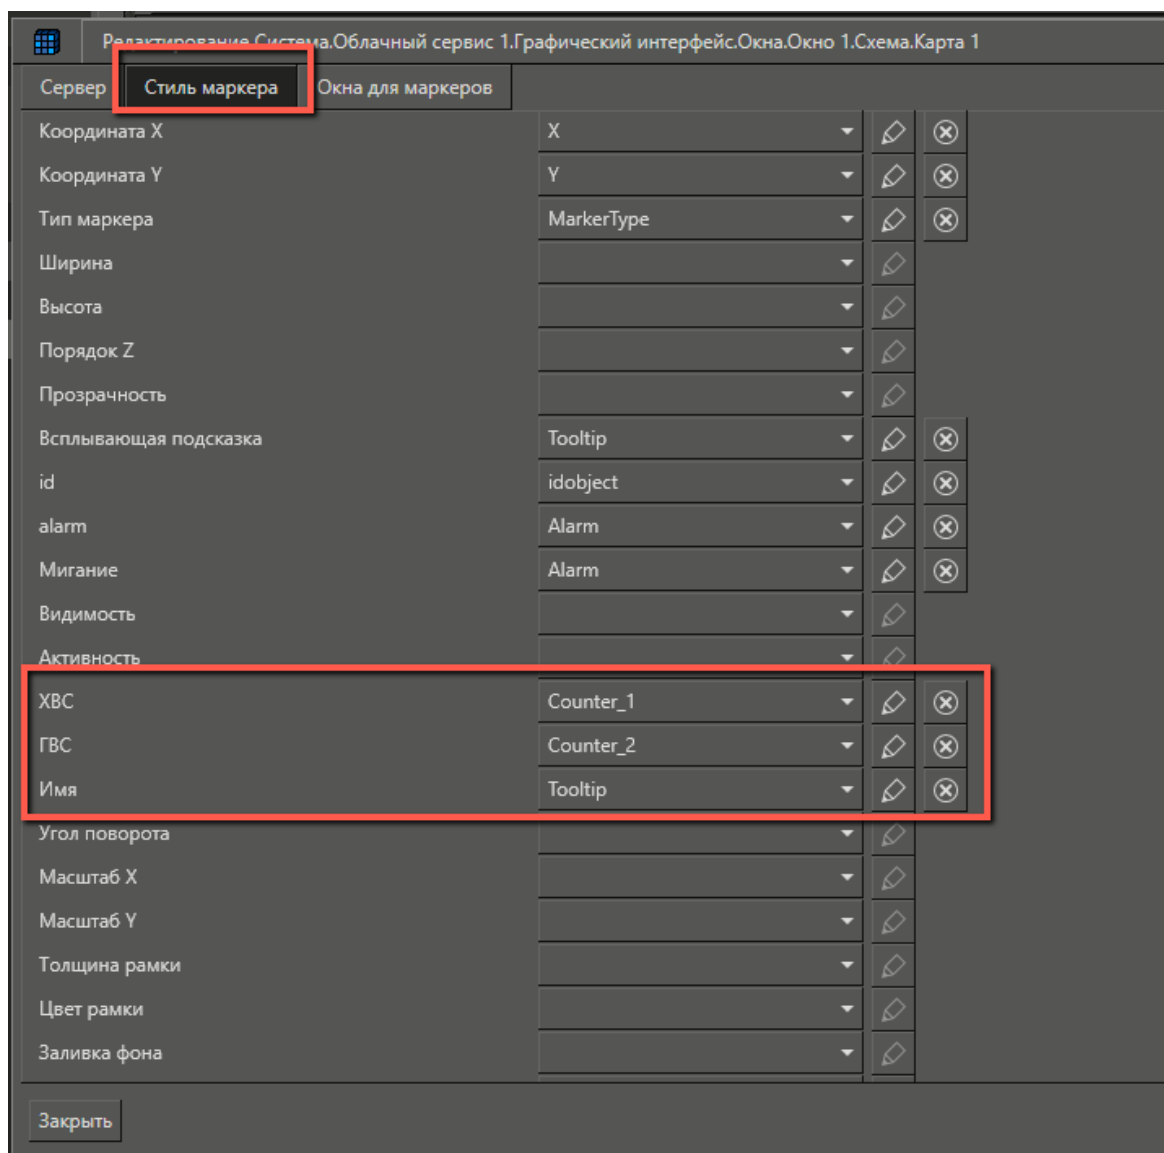 Редактирование Система.Облачный сервис 1.Графический интерфейс.Окна.Окно 1.Схема.Карта 1
Сервер Стиль маркера Окна для маркеров
Координата X X
Координата Y Y
Тип маркера MarkerType
Ширина
Высота
Порядок Z
Прозрачность
Всплывающая подсказка Tooltip
id idobject
alarm Alarm
Мигание Alarm
Видимость
Активность
ХВС Counter_1
ГВС Counter_2
Имя Tooltip
Угол поворота
Масштаб X
Масштаб Y
Толщина рамки
Цвет рамки
Заливка фона
Закрыть